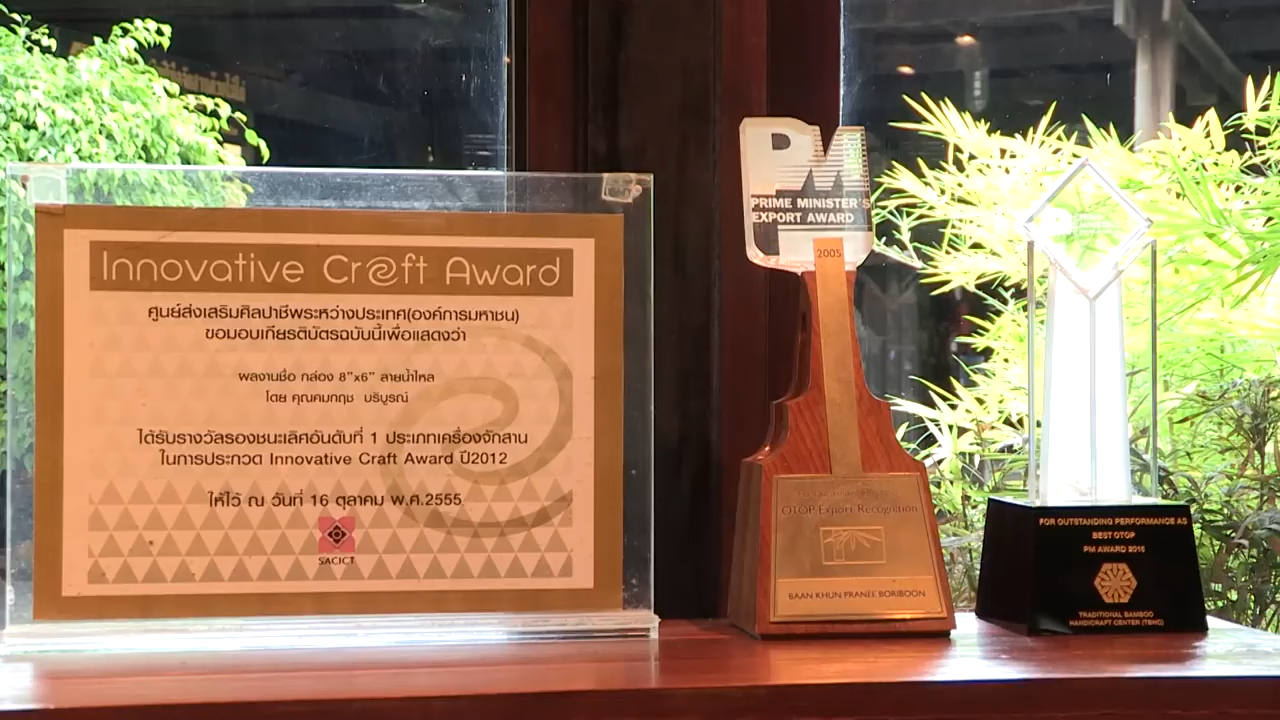 Innovative Craft Award
ศูนย์ส่งเสริมศิลปาชีพระหว่างประเทศ(องค์การมหาชน)
ขอมอบเกียรติบัตรฉบับนี้เพื่อแสดงว่า
ผลงานชื่อ กล่อง 8"x6" ลายน้ำไหล
โดย คุณคมกฤช บริบูรณ์
ได้รับรางวัลรองชนะเลิศอันดับที่ 1 ประเภทเครื่องจักสาน
ในการประกวด Innovative Craft Award ปี2012
ให้ไว้ ณ วันที่ 16 ตุลาคม พ.ศ.2555
SACICT
PM
PRIME MINISTER'S
EXPORT AWARD
2005
OTOP Export Recognition
BAAN KHUN PRANEE BORIBOON
FOR OUTSTANDING PERFORMANCE AS
BEST OTOP
PM AWARD 2016
TRADITIONAL BAMBOO
HANDICRAFT CENTER (TBHC)